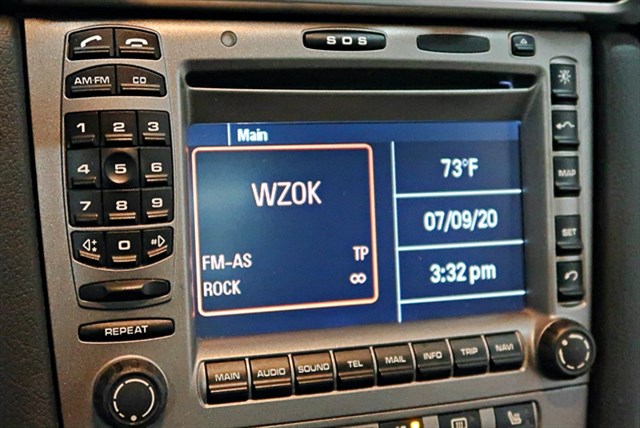 SOS
AM·FM CD
1 2 3
4 5 6
7 8 9
* 0 #
REPEAT
Main
WZOK
FM-AS TP
ROCK ∞
73°F
07/09/20
3:32 pm
MAP
SET
MAIN AUDIO SOUND TEL MAIL INFO TRIP NAVI